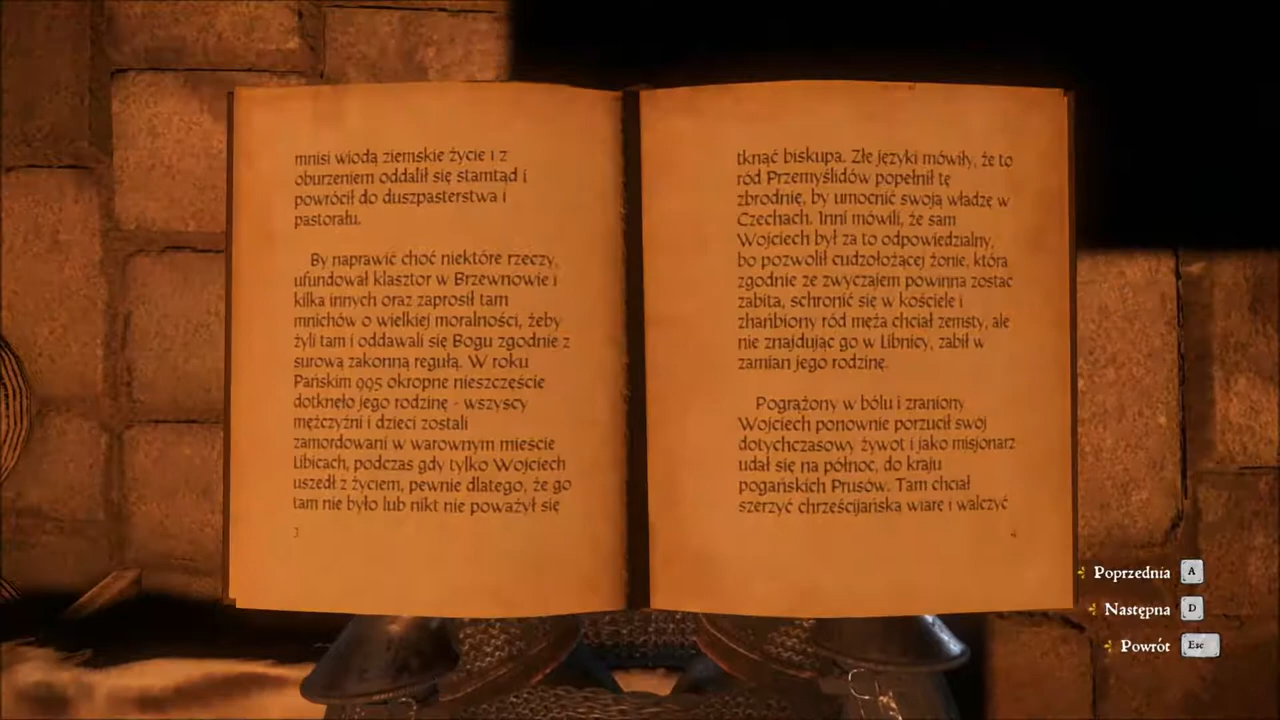 mnisi wiodą ziemskie życie i z
oburzeniem oddalił się stamtąd i
powrócił do duszpasterstwa i
pastorału.
By naprawić choć niektóre rzeczy,
ufundował klasztor w Brzewnowie i
kilka innych oraz zaprosił tam
mnichów o wielkiej moralności, żeby
żyli tam i oddawali się Bogu zgodnie z
surową zakonną regułą. W roku
Pańskim 995 okropne nieszczęście
dotknęło jego rodzinę - wszyscy
mężczyźni i dzieci zostali
zamordowani w warownym mieście
Libicach, podczas gdy tylko Wojciech
uszedł z życiem, pewnie dlatego, że go
tam nie było lub nikt nie poważył się
3
tknąć biskupa. Złe języki mówiły, że to
ród Przemyślidów popełnił tę
zbrodnię, by umocnić swoją władzę w
Czechach. Inni mówili, że sam
Wojciech był za to odpowiedzialny,
bo pozwolił cudzołożącej żonie, która
zgodnie ze zwyczajem powinna zostać
zabita, schronić się w kościele i
zhańbiony ród męża chciał zemsty, ale
nie znajdując go w Libnicy, zabił w
zamian jego rodzinę.
Pogrążony w bólu i zraniony
Wojciech ponownie porzucił swój
dotychczasowy żywot i jako misjonarz
udał się na północ, do kraju
pogańskich Prusów. Tam chciał
szerzyć chrześcijańską wiarę i walczyć
4
Poprzednia A
Następna D
Powrót Esc